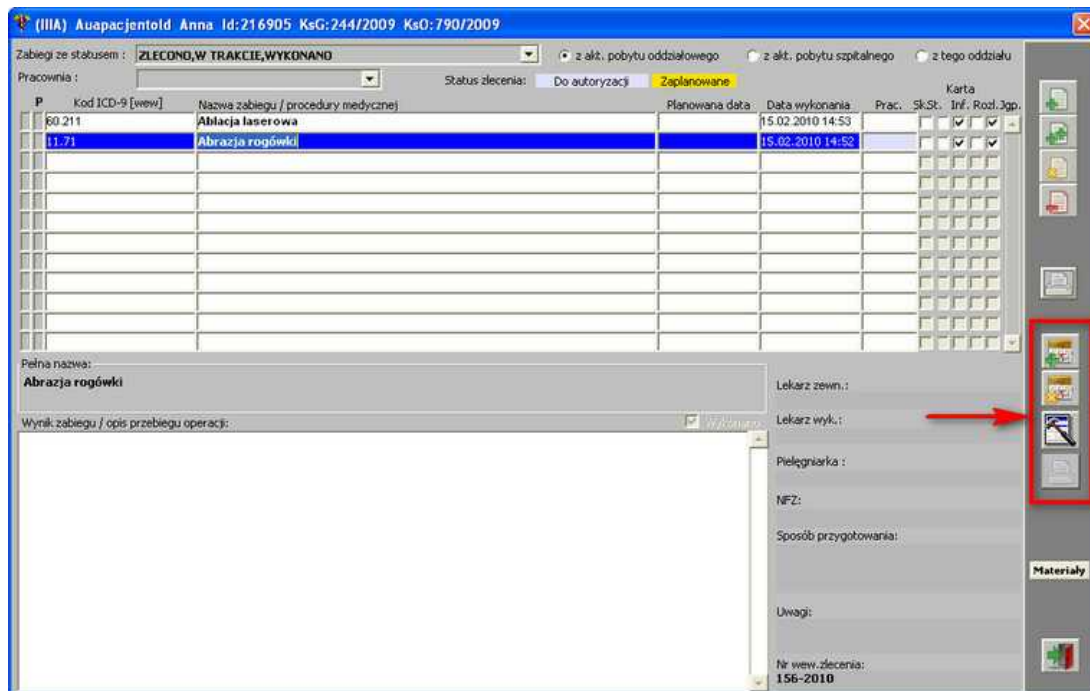 (IIIA) Auapacjentold Anna Id:216905 KsG:244/2009 KsO:790/2009
Zabiegi ze statusem : ZLECONO,W TRAKCIE,WYKONANO z akt. pobytu oddziałowego z akt. pobytu szpitalnego z tego oddziału
Pracownia : Status zlecenia: Do autoryzacji Zaplanowane
Karta
P Kod ICD-9 [wew] Nazwa zabiegu / procedury medycznej Planowana data Data wykonania Prac. Sk.St. Inf. Rozl.Jgp.
60.211 Ablacja laserowa 15.02.2010 14:53
11.71 Abrazja rogówki 15.02.2010 14:52
Pełna nazwa:
Abrazja rogówki
Lekarz zewn.:
Wynik zabiegu / opis przebiegu operacji: Wykonano Lekarz wyk.:
Pielęgniarka :
NFZ:
Sposób przygotowania:
Materiały
Uwagi:
Nr wew.zlecenia:
156-2010